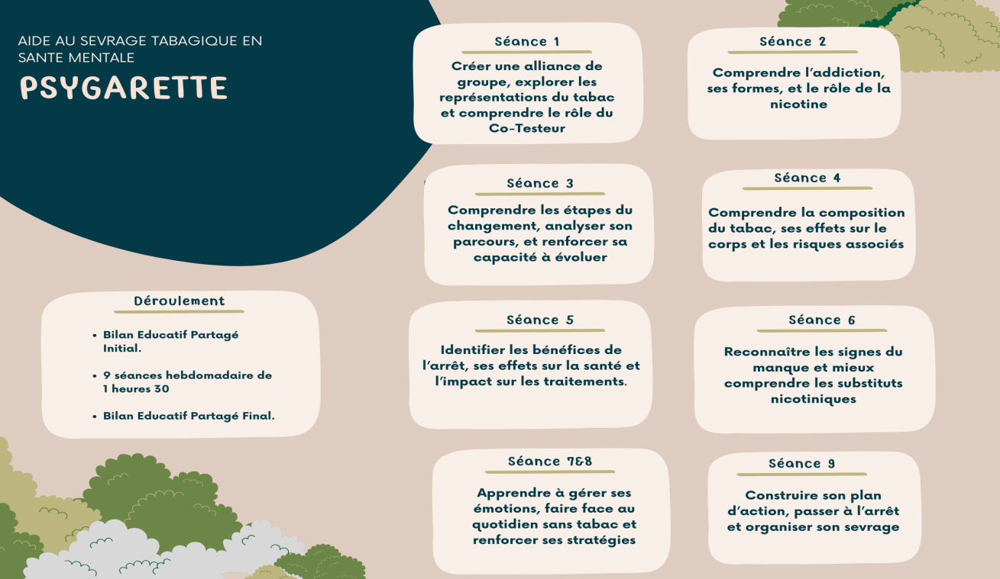 AIDE AU SEVRAGE TABAGIQUE EN
SANTE MENTALE
PSYGARETTE
Déroulement
• Bilan Educatif Partagé
Initial.
• 9 séances hebdomadaire de
1 heures 30
• Bilan Educatif Partagé Final.
Séance 1
Créer une alliance de
groupe, explorer les
représentations du tabac
et comprendre le rôle du
Co-Testeur
Séance 2
Comprendre l'addiction,
ses formes, et le rôle de la
nicotine
Séance 3
Comprendre les étapes du
changement, analyser son
parcours, et renforcer sa
capacité à évoluer
Séance 4
Comprendre la composition
du tabac, ses effets sur le
corps et les risques associés
Séance 5
Identifier les bénéfices de
l'arrêt, ses effets sur la santé et
l'impact sur les traitements.
Séance 6
Reconnaître les signes du
manque et mieux
comprendre les substituts
nicotiniques
Séance 7&8
Apprendre à gérer ses
émotions, faire face au
quotidien sans tabac et
renforcer ses stratégies
Séance 9
Construire son plan
d'action, passer à l'arrêt
et organiser son sevrage